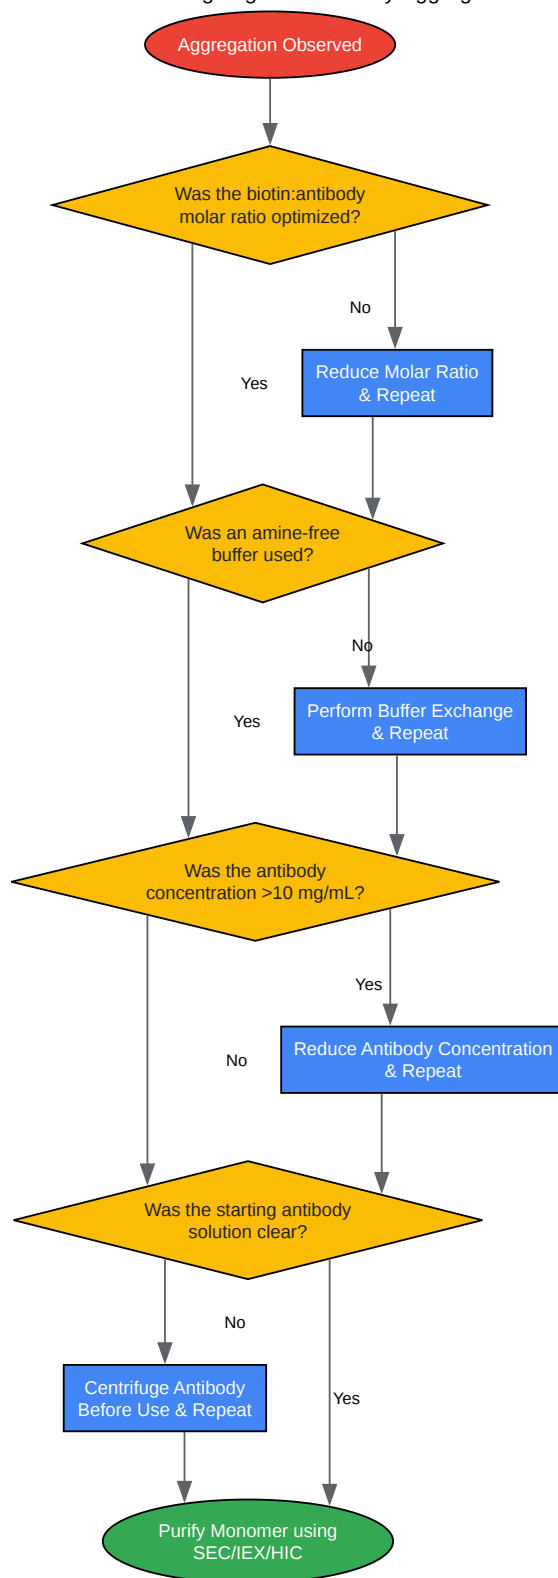 Aggregation Observed
Was the biotin:antibody
molar ratio optimized?
No
Yes
Reduce Molar Ratio
& Repeat
Was an amine-free
buffer used?
No
Yes
Perform Buffer Exchange
& Repeat
Was the antibody
concentration >10 mg/mL?
Yes
No
Reduce Antibody Concentration
& Repeat
Was the starting antibody
solution clear?
No
Yes
Centrifuge Antibody
Before Use & Repeat
Purify Monomer using
SEC/IEX/HIC